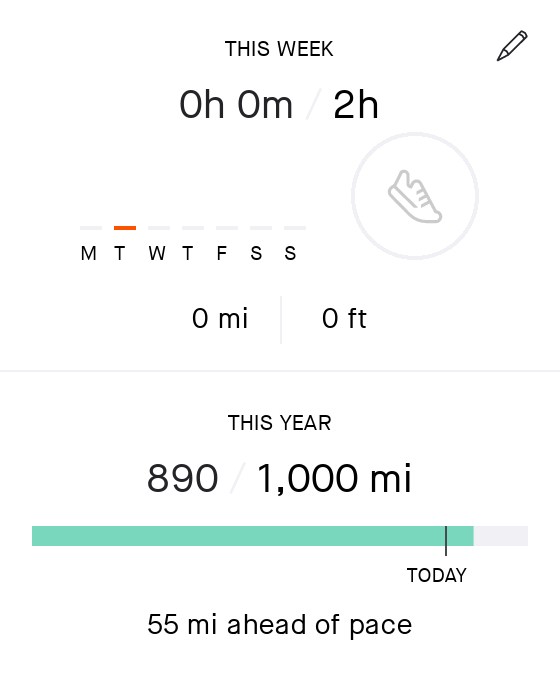 THIS WEEK
0h 0m / 2h
M T W T F S S
0 mi 0 ft
THIS YEAR
890 / 1,000 mi
TODAY
55 mi ahead of pace